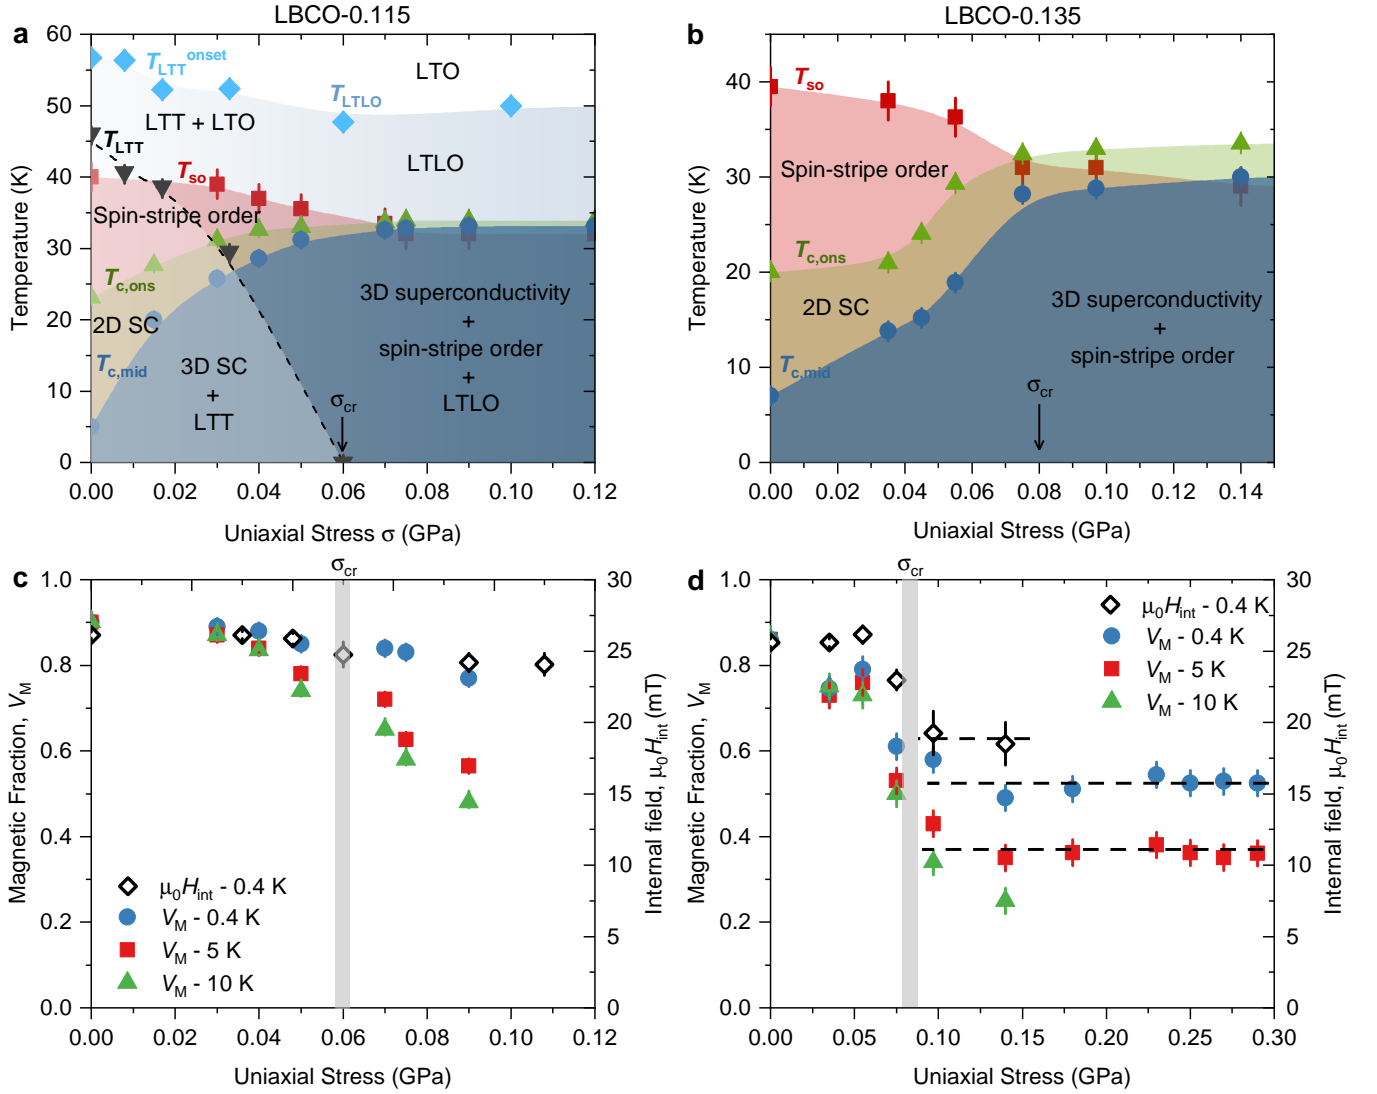 LBCO-0.115
a
60
50
40
30
20
10
0
Temperature (K)
T_LTT^onset
LTO
T_LTLO
LTT + LTO
T_LTT
LTLO
T_so
Spin-stripe order
T_c,ons
2D SC
T_c,mid
3D SC
+
LTT
σ_cr
3D superconductivity
+
spin-stripe order
+
LTLO
0.00 0.02 0.04 0.06 0.08 0.10 0.12
Uniaxial Stress σ (GPa)
LBCO-0.135
b
40
30
20
10
0
Temperature (K)
T_so
Spin-stripe order
T_c,ons
2D SC
T_c,mid
3D superconductivity
+
spin-stripe order
σ_cr
0.00 0.02 0.04 0.06 0.08 0.10 0.12 0.14
Uniaxial Stress (GPa)
c
σ_cr
1.0
0.8
0.6
0.4
0.2
0.0
Magnetic Fraction, V_M
30
25
20
15
10
5
0
Internal field, μ₀H_int (mT)
μ₀H_int - 0.4 K
V_M - 0.4 K
V_M - 5 K
V_M - 10 K
0.00 0.02 0.04 0.06 0.08 0.10 0.12
Uniaxial Stress (GPa)
d
σ_cr
1.0
0.8
0.6
0.4
0.2
0.0
Magnetic Fraction, V_M
30
25
20
15
10
5
0
Internal field, μ₀H_int (mT)
μ₀H_int - 0.4 K
V_M - 0.4 K
V_M - 5 K
V_M - 10 K
0.00 0.05 0.10 0.15 0.20 0.25 0.30
Uniaxial Stress (GPa)